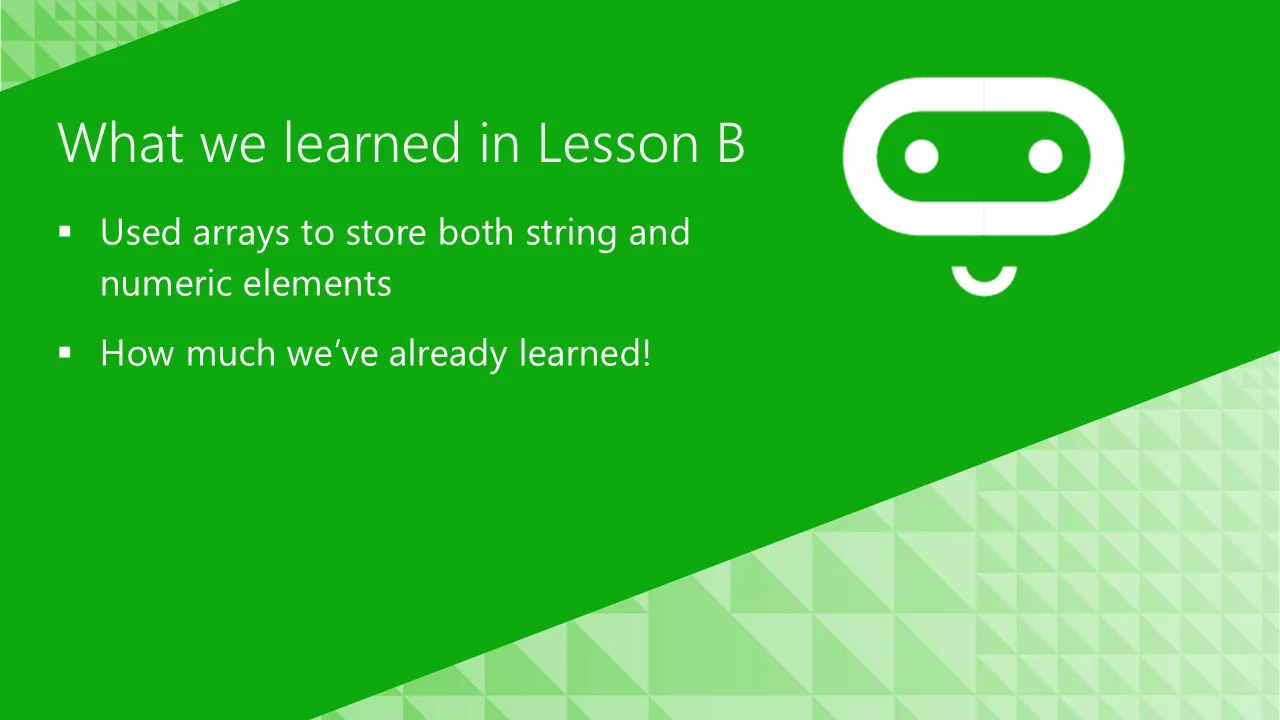 What we learned in Lesson B
▪ Used arrays to store both string and
numeric elements
▪ How much we’ve already learned!